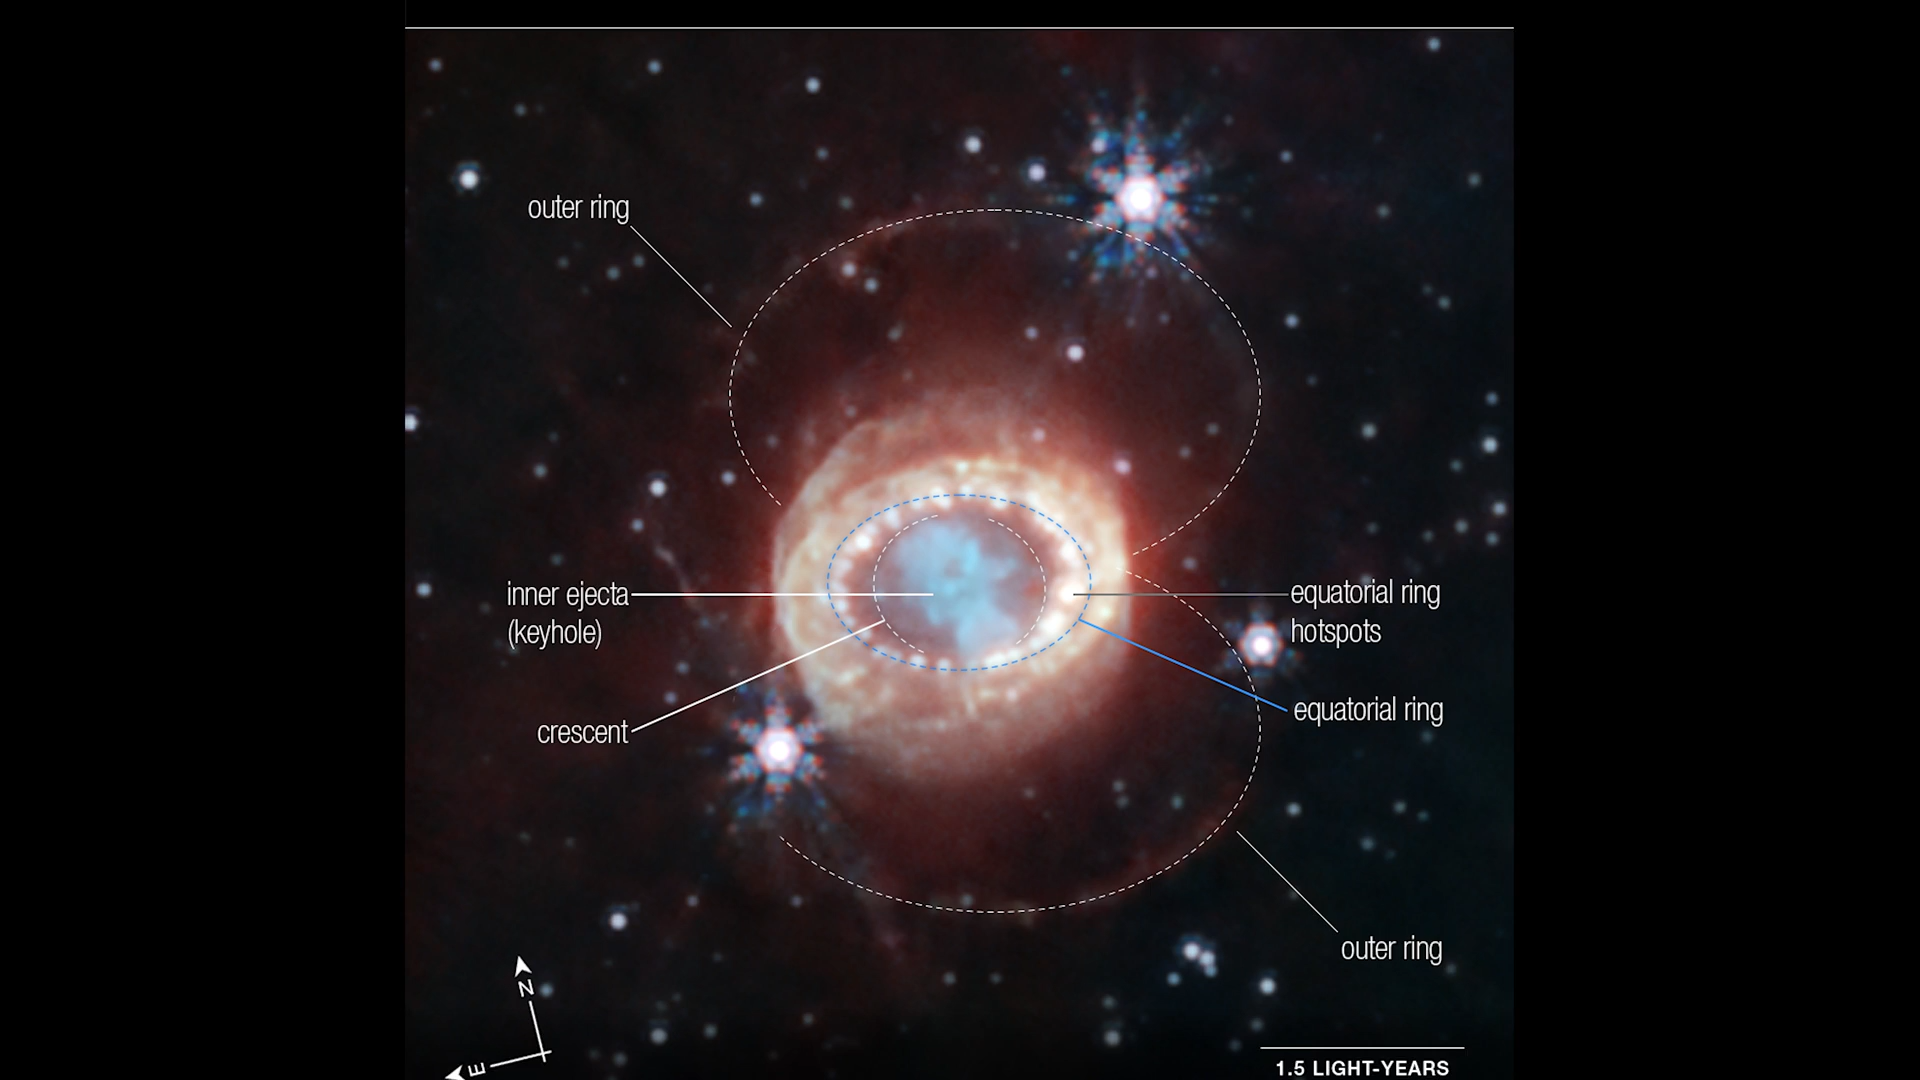 outer ring
inner ejecta
(keyhole)
crescent
equatorial ring
hotspots
equatorial ring
outer ring
N
E
1.5 LIGHT-YEARS